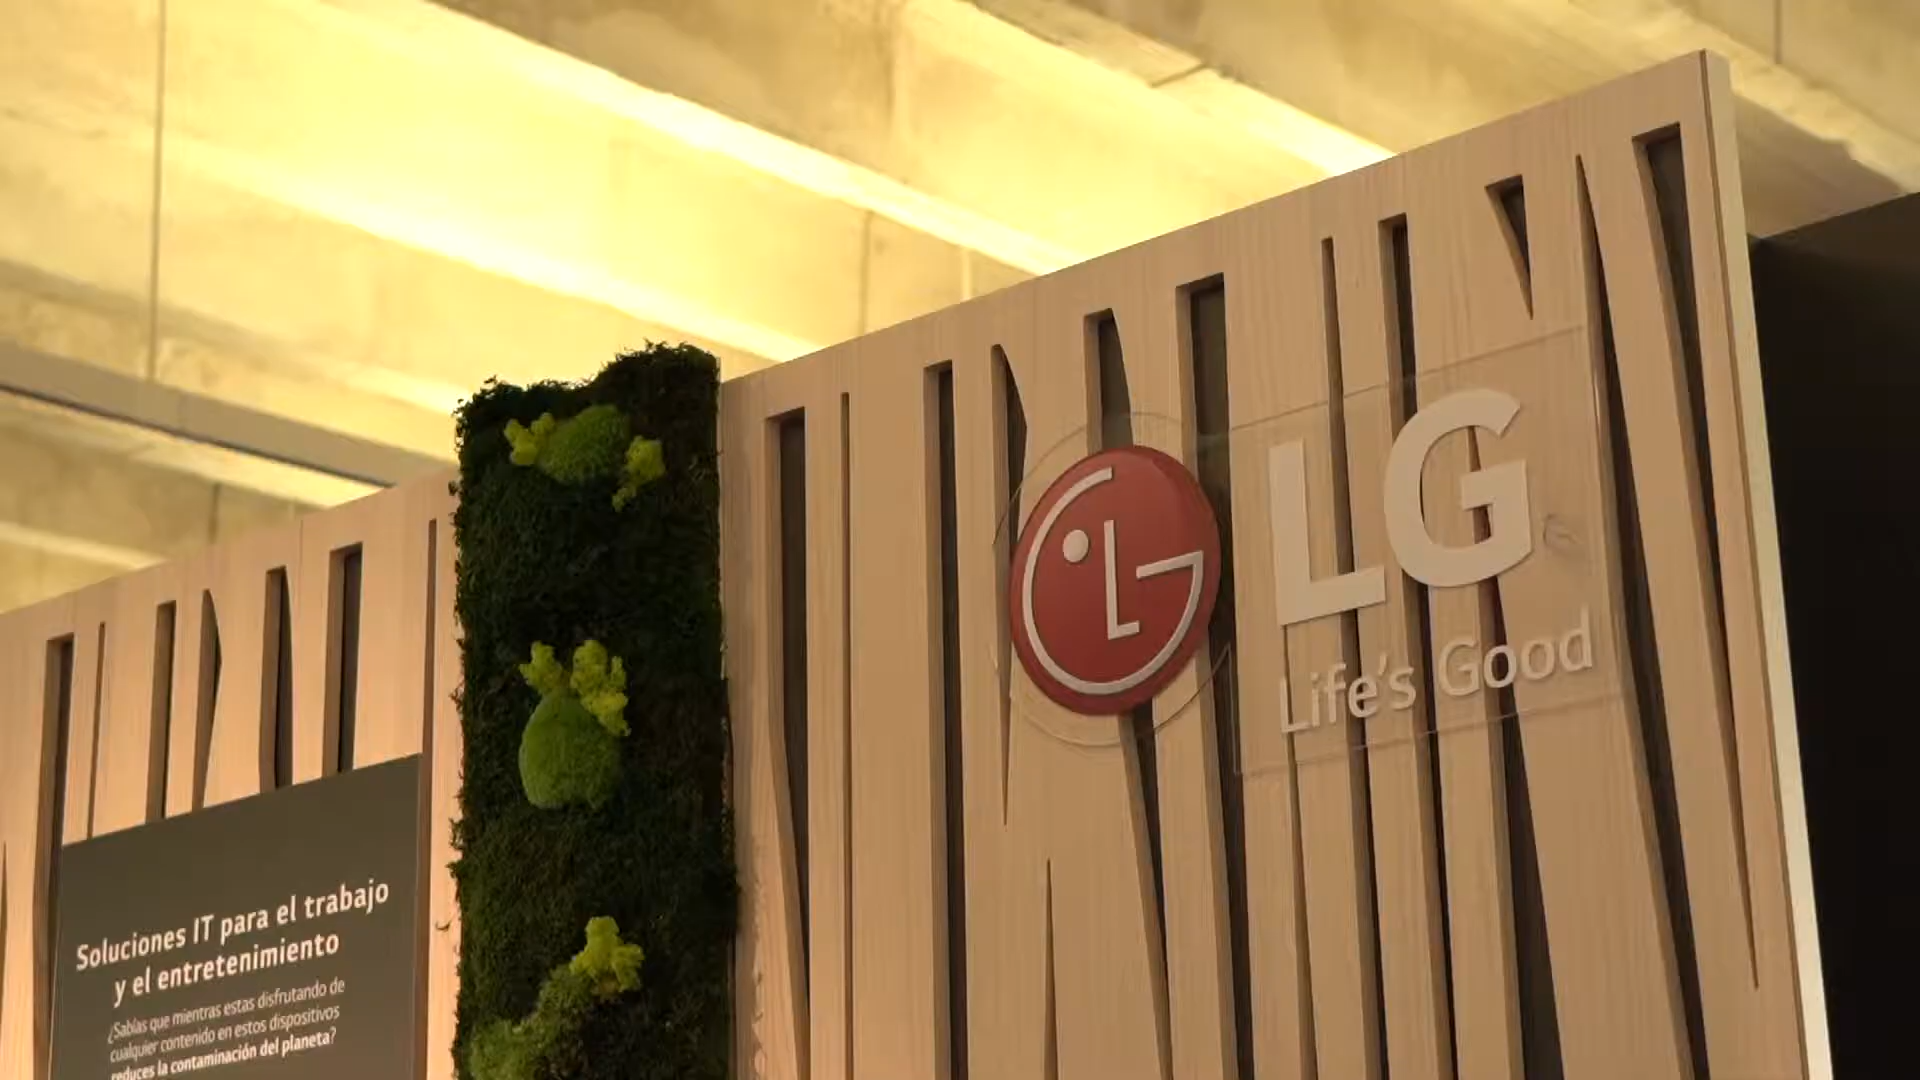 LG
LG
Life's Good
Soluciones IT para el trabajo
y el entretenimiento
¿Sabías que mientras estas disfrutando de
cualquier contenido en estos dispositivos
reduces la contaminación del planeta?